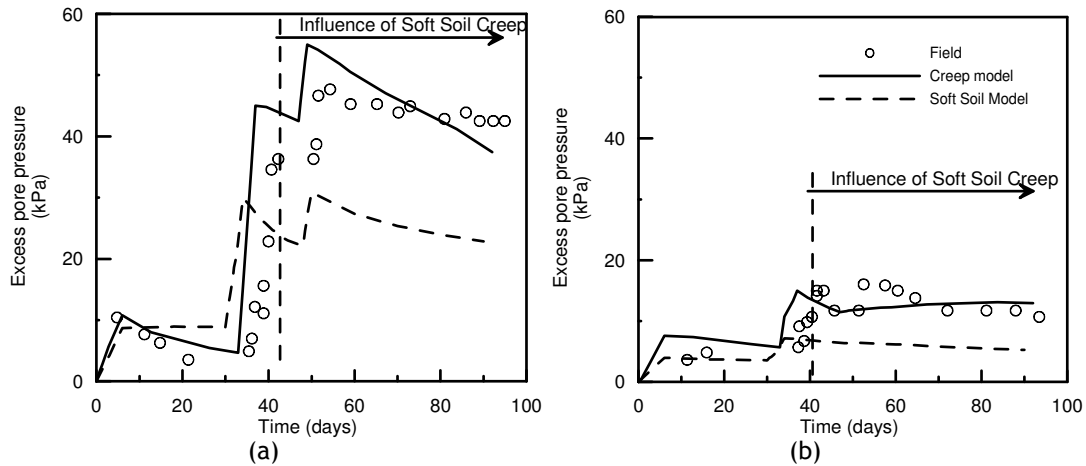 60
40
20
0
Excess pore pressure
(kPa)
Influence of Soft Soil Creep
0 20 40 60 80 100
Time (days)
(a)
60
40
20
0
Excess pore pressure
(kPa)
Field
Creep model
Soft Soil Model
Influence of Soft Soil Creep
0 20 40 60 80 100
Time (days)
(b)